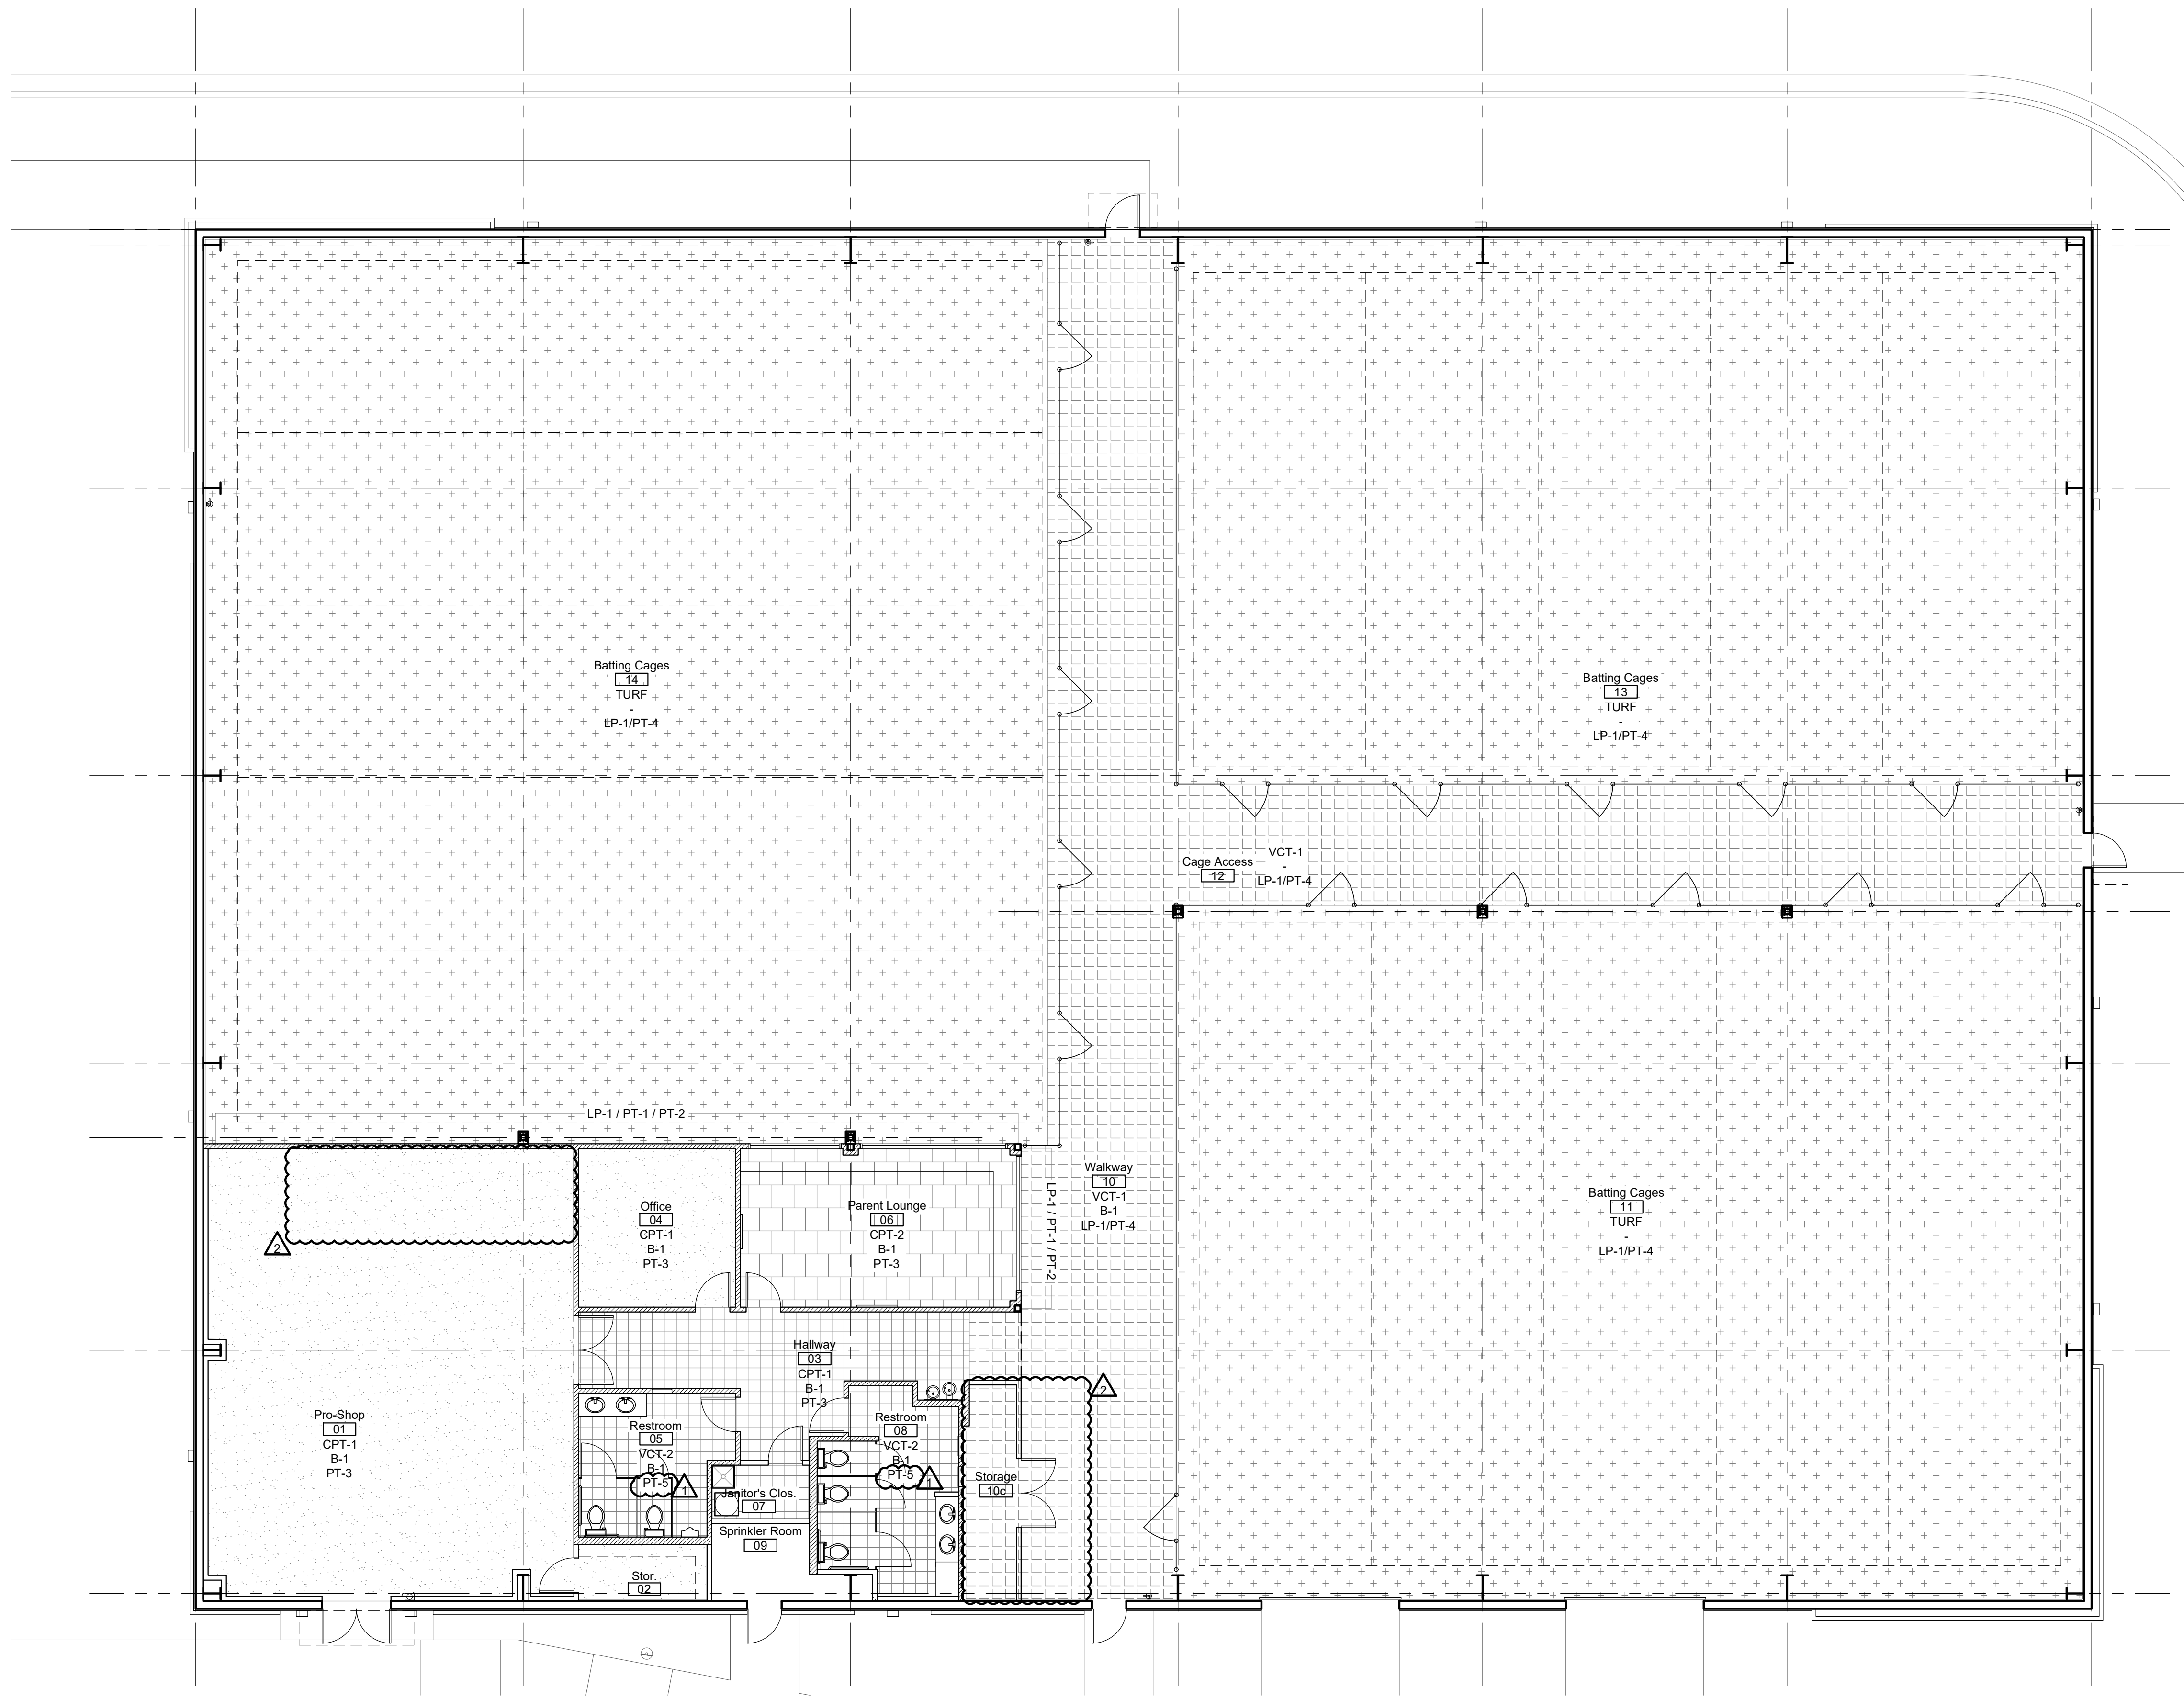 Batting Cages
14
TURF
-
LP-1/PT-4
Batting Cages
13
TURF
-
LP-1/PT-4
Cage Access
12
VCT-1
-
LP-1/PT-4
LP-1 / PT-1 / PT-2
Walkway
10
VCT-1
B-1
LP-1/PT-4
LP-1 / PT-1 / PT-2
Batting Cages
11
TURF
-
LP-1/PT-4
Office
04
CPT-1
B-1
PT-3
Parent Lounge
06
CPT-2
B-1
PT-3
2
Hallway
03
CPT-1
B-1
PT-3
2
Pro-Shop
01
CPT-1
B-1
PT-3
Restroom
05
VCT-2
B-1
PT-5
1
Restroom
08
VCT-2
B-1
PT-5
1
Storage
10c
Janitor's Clos.
07
Sprinkler Room
09
Stor.
02